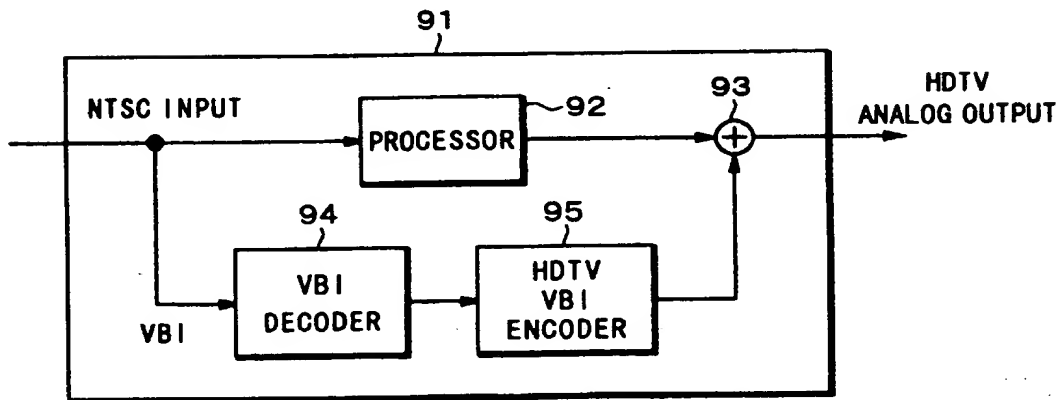 91
NTSC INPUT
92
PROCESSOR
93
+
HDTV
ANALOG OUTPUT
94
VBI
DECODER
95
HDTV
VBI
ENCODER
VBI